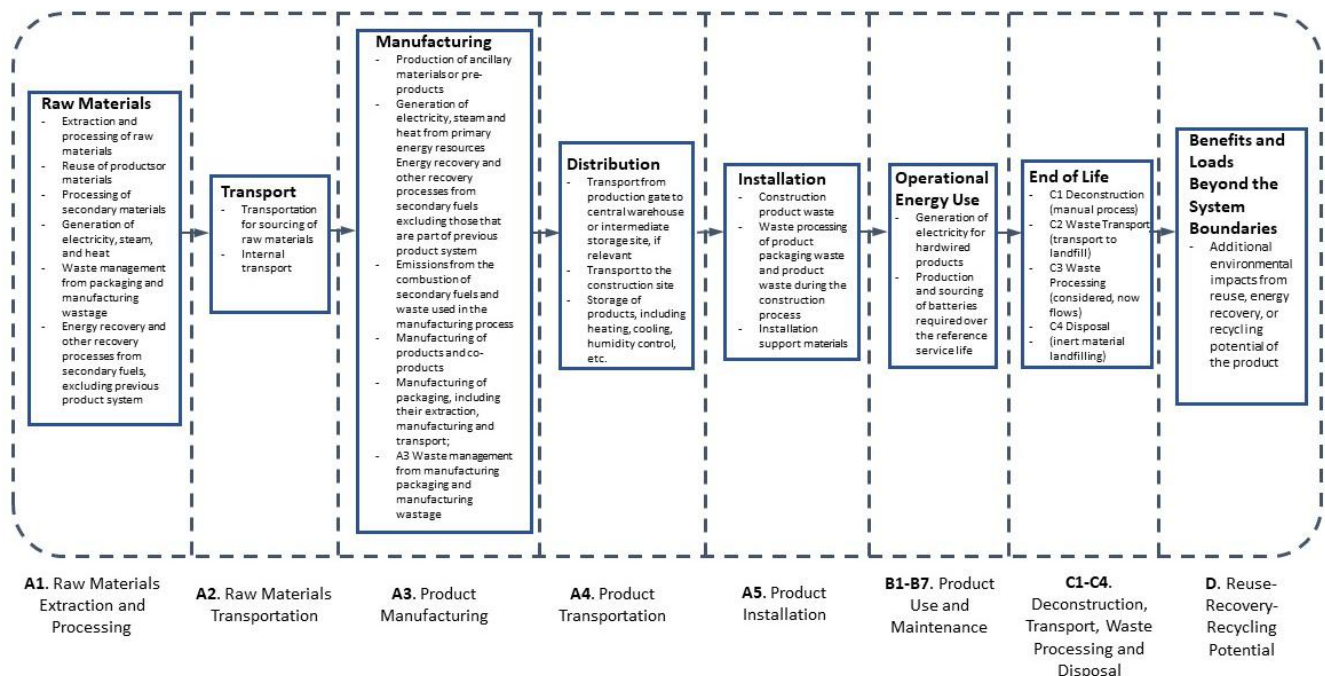 Raw Materials
- Extraction and
processing of raw
materials
- Reuse of productsor
materials
- Processing of
secondary materials
- Generation of
electricity, steam,
and heat
- Waste management
from packaging and
manufacturing
wastage
- Energy recovery and
other recovery
processes from
secondary fuels,
excluding previous
product system
Transport
- Transportation
for sourcing of
raw materials
- Internal
transport
Manufacturing
- Production of ancillary
materials or pre-
products
- Generation of
electricity, steam and
heat from primary
energy resources
Energy recovery and
other recovery
processes from
secondary fuels
excluding those that
are part of previous
product system
- Emissions from the
combustion of
secondary fuels and
waste used in the
manufacturing process
- Manufacturing of
products and co-
products
- Manufacturing of
packaging, including
their extraction,
manufacturing and
transport;
- A3 Waste management
from manufacturing
packaging and
manufacturing
wastage
Distribution
- Transport from
production gate to
central warehouse
or intermediate
storage site, if
relevant
- Transport to the
construction site
- Storage of
products, including
heating, cooling,
humidity control,
etc.
Installation
- Construction
product waste
- Waste processing
of product
packaging waste
and product
waste during the
construction
process
- Installation
support materials
Operational
Energy Use
- Generation of
electricity for
hardwired
products
- Production
and sourcing
of batteries
required over
the reference
service life
End of Life
- C1 Deconstruction
(manual process)
- C2 Waste Transport
(transport to
landfill)
- C3 Waste
Processing
(considered, now
flows)
- C4 Disposal
- (inert material
landfilling)
Benefits and
Loads
Beyond the
System
Boundaries
- Additional
environmental
impacts from
reuse, energy
recovery, or
recycling
potential of
the product
A1. Raw Materials
Extraction and
Processing
A2. Raw Materials
Transportation
A3. Product
Manufacturing
A4. Product
Transportation
A5. Product
Installation
B1-B7. Product
Use and
Maintenance
C1-C4.
Deconstruction,
Transport, Waste
Processing and
Disposal
D. Reuse-
Recovery-
Recycling
Potential